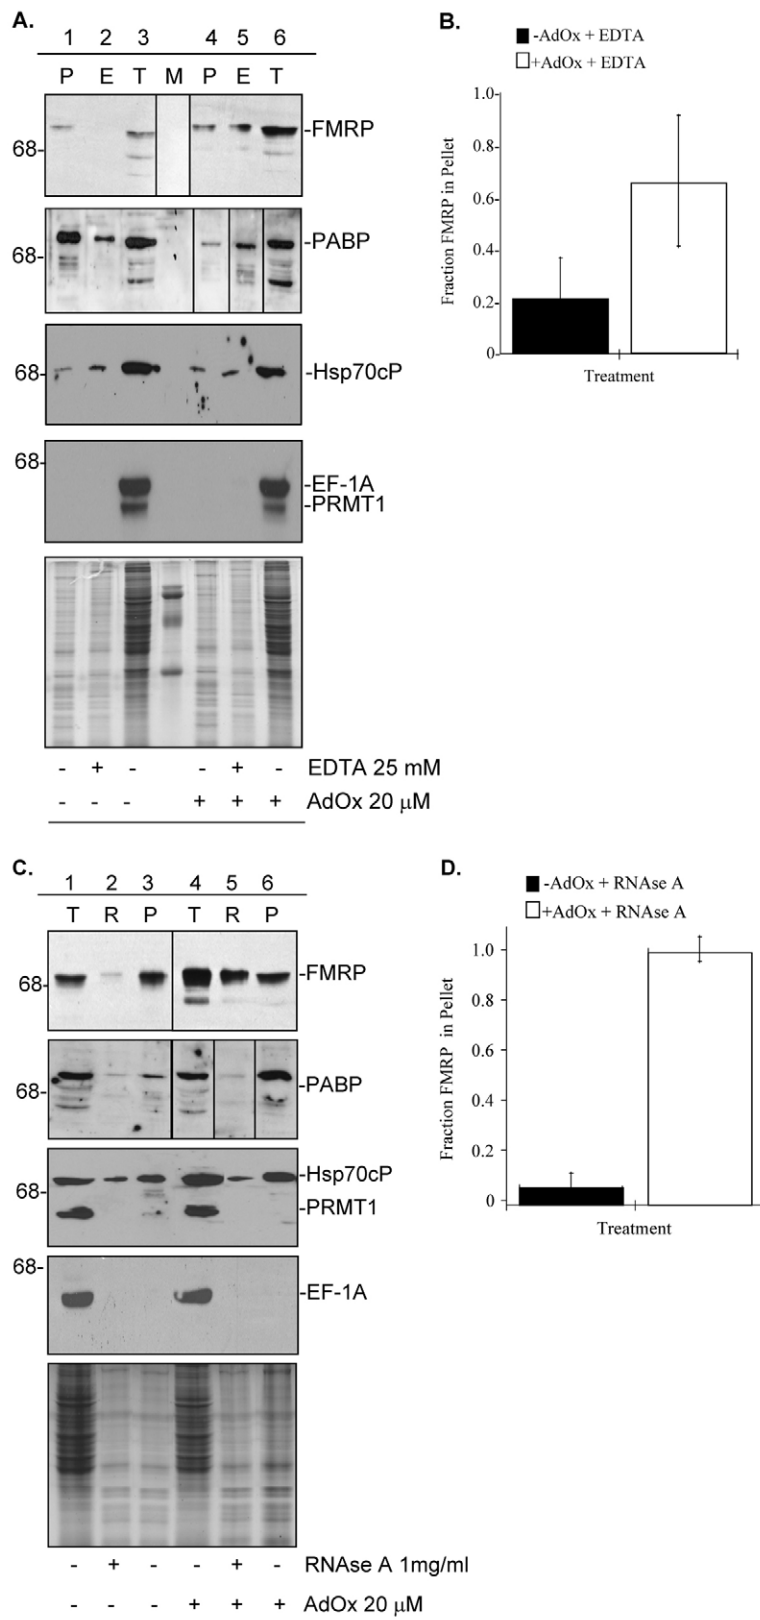 A.
1 2 3 4 5 6
P E T M P E T
68- -FMRP
68- -PABP
68- -Hsp70cP
68- -EF-1A
-PRMT1
- + - - + - EDTA 25 mM
- - - + + + AdOx 20 µM
B.
-AdOx + EDTA
+AdOx + EDTA
Fraction FMRP in Pellet
1.0
0.8
0.6
0.4
0.2
0
Treatment
C.
1 2 3 4 5 6
T R P T R P
68- -FMRP
68- -PABP
-Hsp70cP
68- -PRMT1
68- -EF-1A
- + - - + - RNAse A 1mg/ml
- - - + + + AdOx 20 µM
D.
-AdOx + RNAse A
+AdOx + RNAse A
Fraction FMRP in Pellet
1.0
0.8
0.6
0.4
0.2
0
Treatment